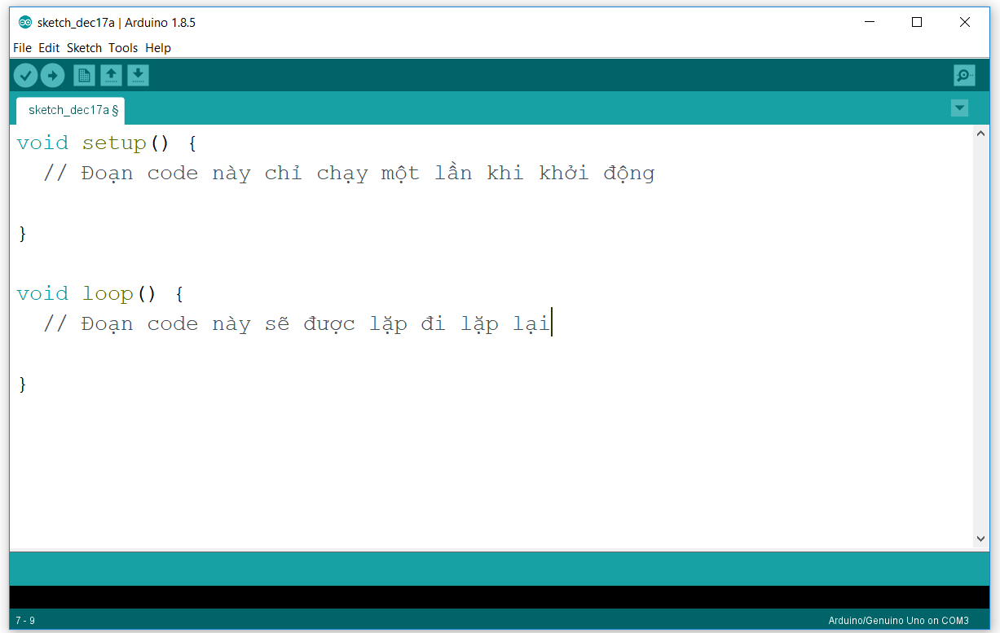 sketch_dec17a | Arduino 1.8.5
File Edit Sketch Tools Help
sketch_dec17a §
void setup() {
  // Đoạn code này chỉ chạy một lần khi khởi động
}
void loop() {
  // Đoạn code này sẽ được lặp đi lặp lại
}
7 - 9
Arduino/Genuino Uno on COM3